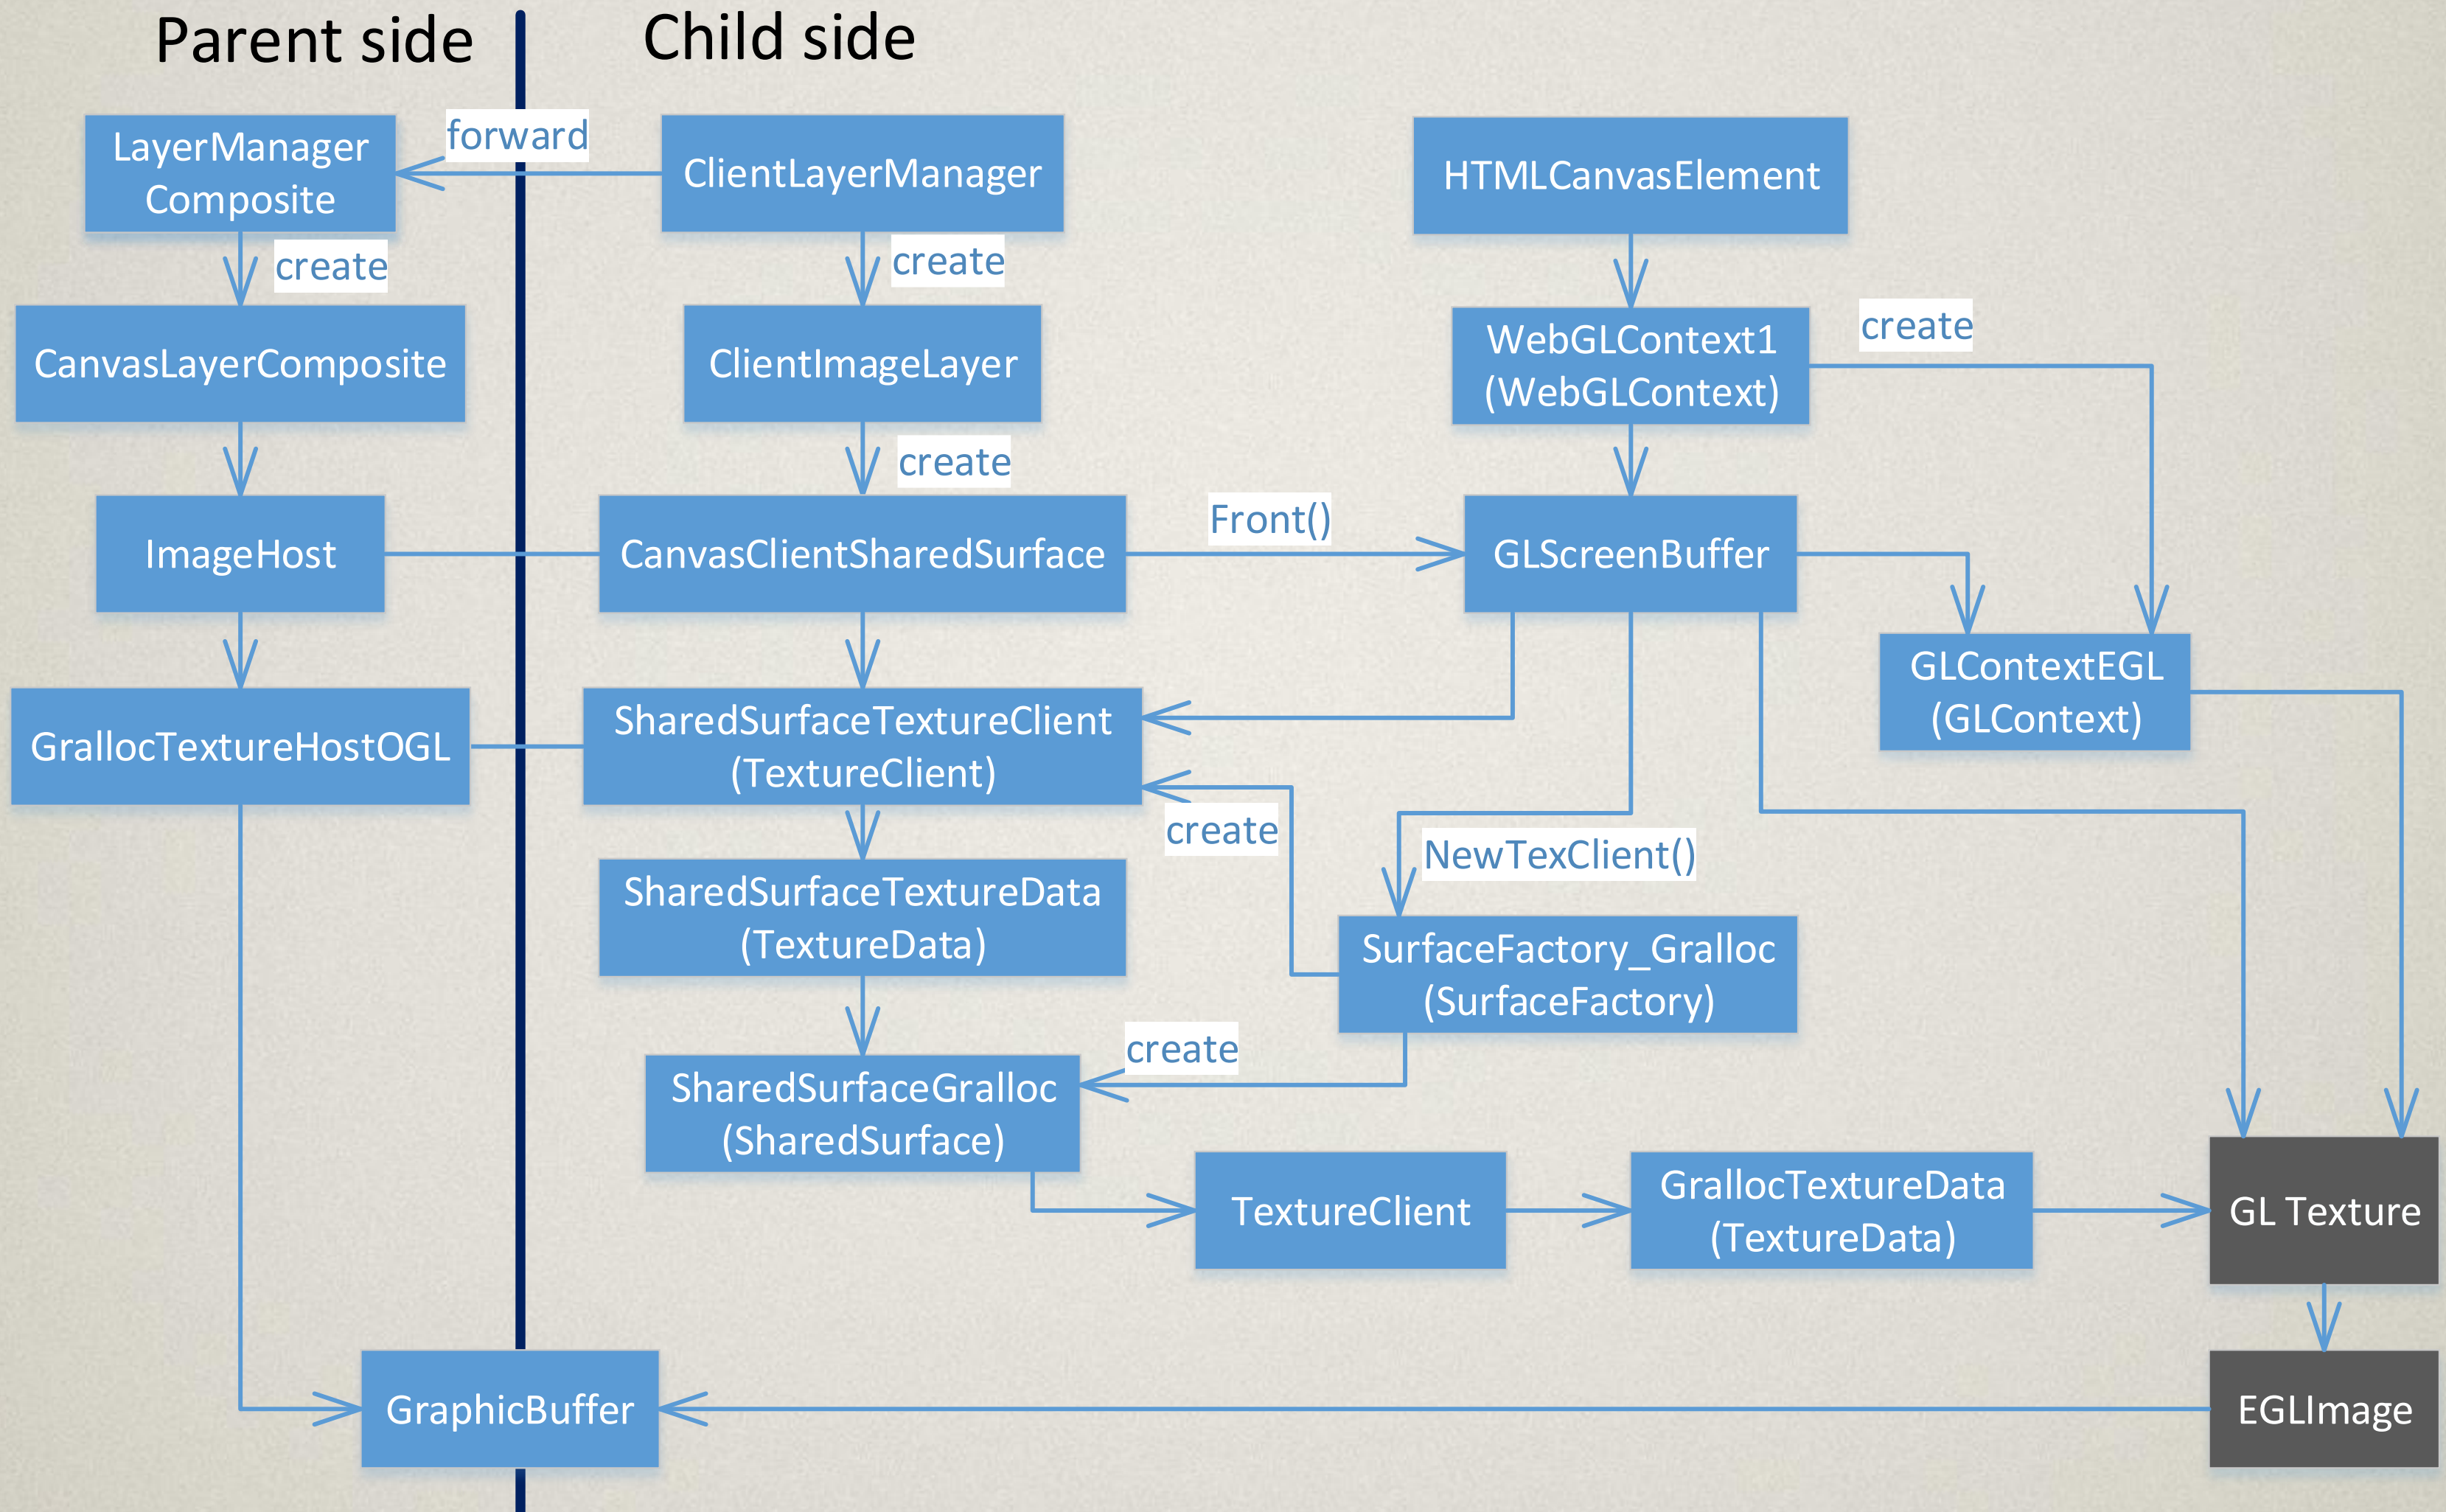 Parent side
Child side
forward
LayerManager
Composite
ClientLayerManager
HTMLCanvasElement
create
create
create
CanvasLayerComposite
ClientImageLayer
WebGLContext1
(WebGLContext)
create
Front()
ImageHost
CanvasClientSharedSurface
GLScreenBuffer
GLContextEGL
(GLContext)
GrallocTextureHostOGL
SharedSurfaceTextureClient
(TextureClient)
create
NewTexClient()
SharedSurfaceTextureData
(TextureData)
SurfaceFactory_Gralloc
(SurfaceFactory)
create
SharedSurfaceGralloc
(SharedSurface)
TextureClient
GrallocTextureData
(TextureData)
GL Texture
GraphicBuffer
EGLImage